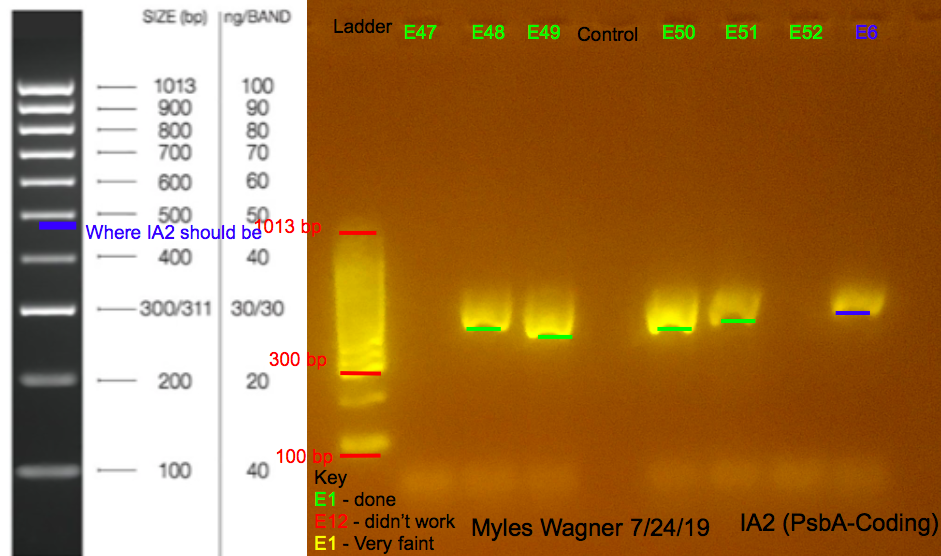 SIZE (bp) ng/BAND
1013 100
900 90
800 80
700 70
600 60
500 50
Where IA2 should be
400 40
300/311 30/30
200 20
100 40
Ladder E47 E48 E49 Control E50 E51 E52 E6
1013 bp
300 bp
100 bp
Key
E1 - done
E12 - didn't work
E1 - Very faint
Myles Wagner 7/24/19
IA2 (PsbA-Coding)